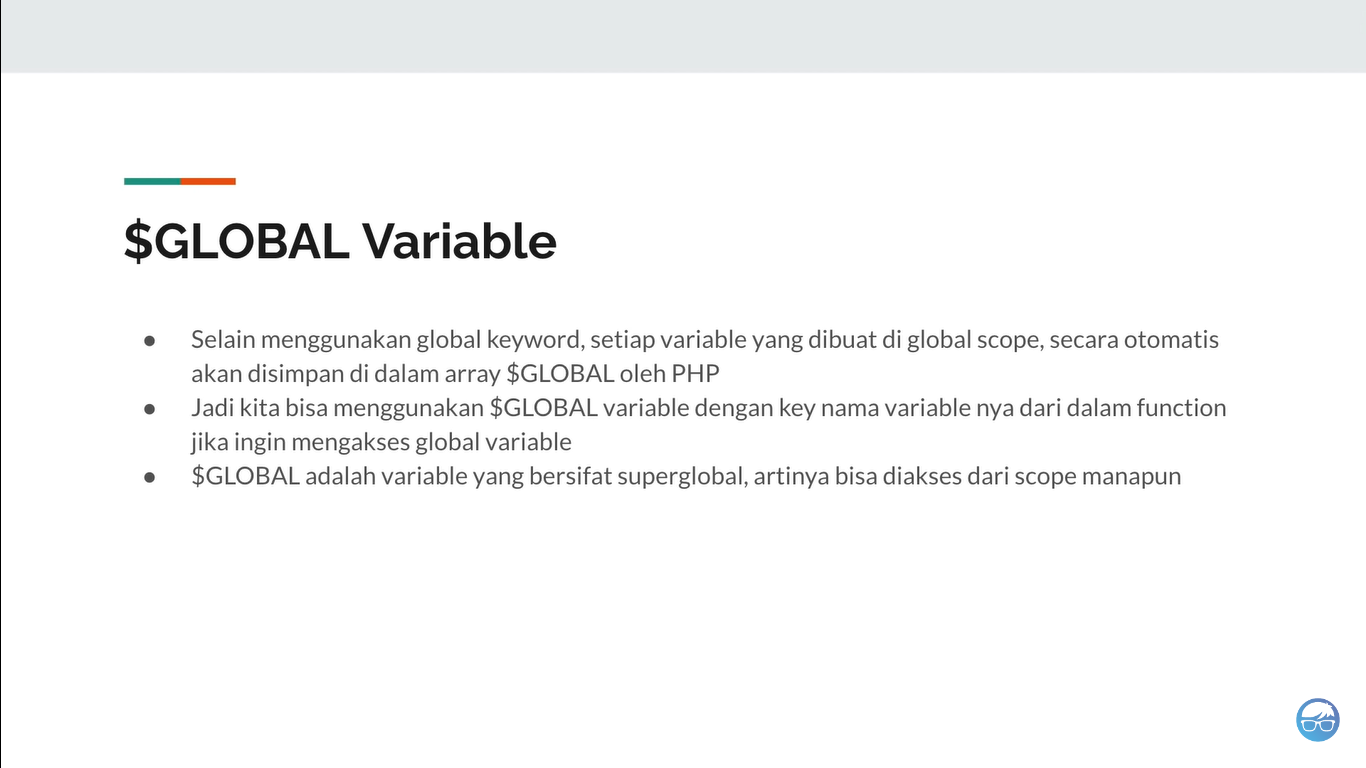 $GLOBAL Variable
● Selain menggunakan global keyword, setiap variable yang dibuat di global scope, secara otomatis
akan disimpan di dalam array $GLOBAL oleh PHP
● Jadi kita bisa menggunakan $GLOBAL variable dengan key nama variable nya dari dalam function
jika ingin mengakses global variable
● $GLOBAL adalah variable yang bersifat superglobal, artinya bisa diakses dari scope manapun